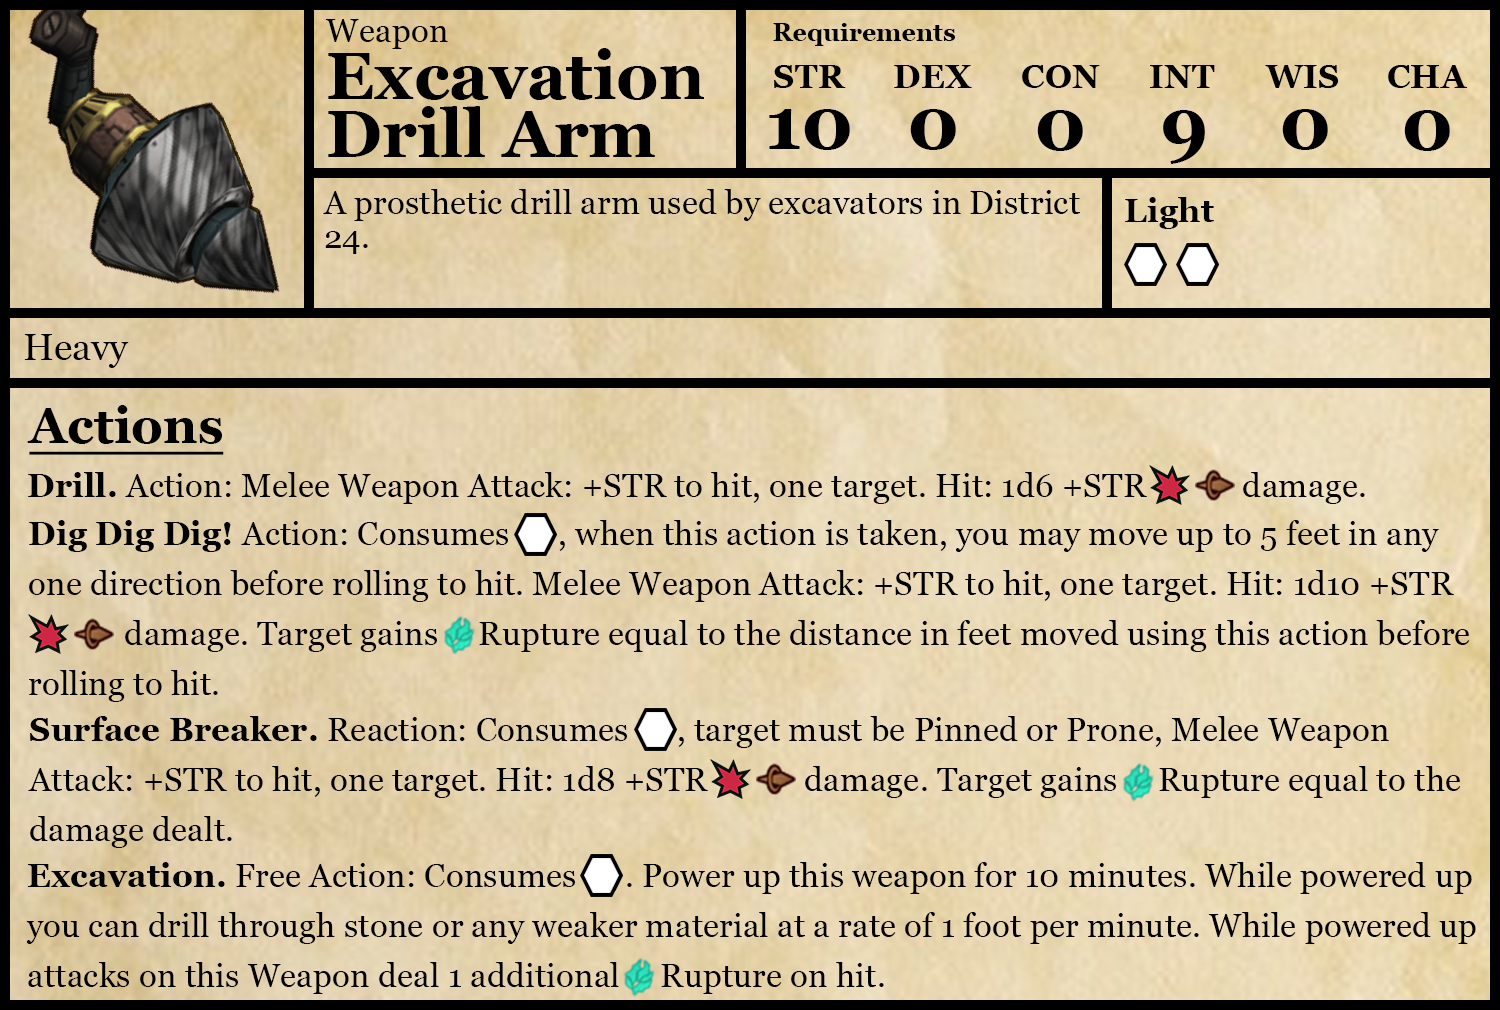 Weapon
Excavation
Drill Arm
Requirements
STR DEX CON INT WIS CHA
10 0 0 9 0 0
A prosthetic drill arm used by excavators in District
24.
Light
Heavy
Actions
Drill. Action: Melee Weapon Attack: +STR to hit, one target. Hit: 1d6 +STR damage.
Dig Dig Dig! Action: Consumes , when this action is taken, you may move up to 5 feet in any
one direction before rolling to hit. Melee Weapon Attack: +STR to hit, one target. Hit: 1d10 +STR
damage. Target gains Rupture equal to the distance in feet moved using this action before
rolling to hit.
Surface Breaker. Reaction: Consumes , target must be Pinned or Prone, Melee Weapon
Attack: +STR to hit, one target. Hit: 1d8 +STR damage. Target gains Rupture equal to the
damage dealt.
Excavation. Free Action: Consumes . Power up this weapon for 10 minutes. While powered up
you can drill through stone or any weaker material at a rate of 1 foot per minute. While powered up
attacks on this Weapon deal 1 additional Rupture on hit.